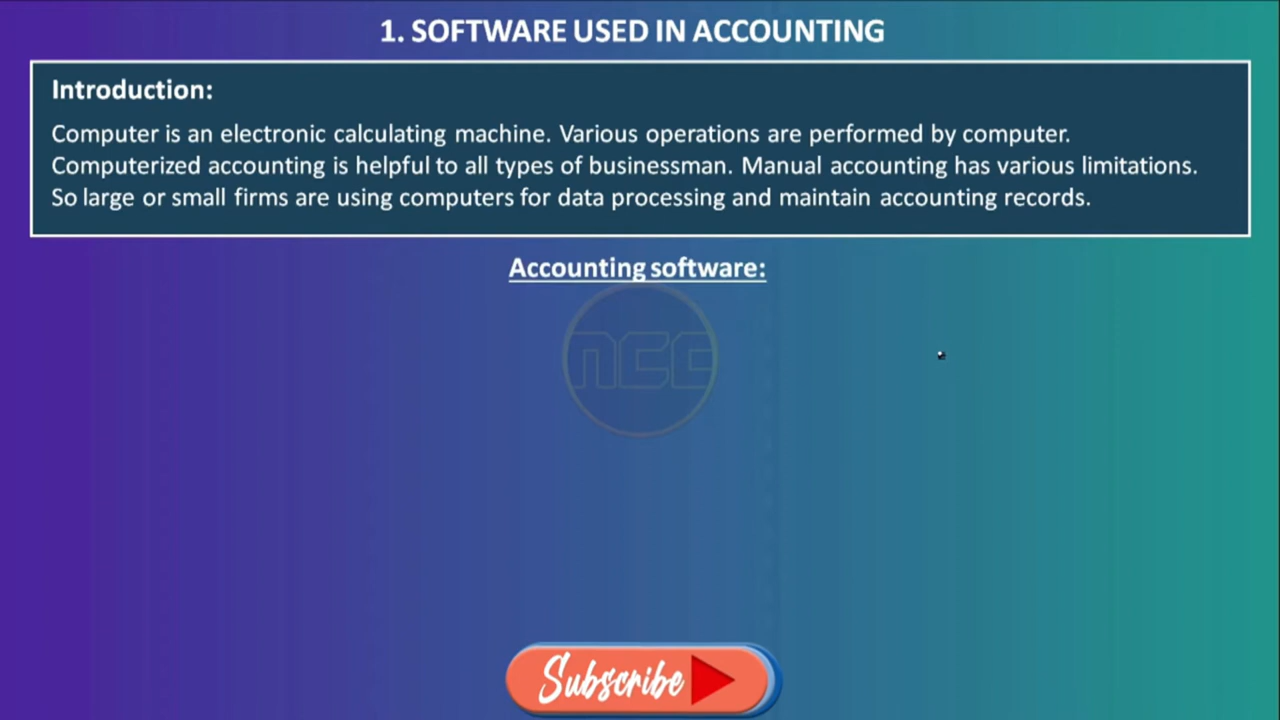 1. SOFTWARE USED IN ACCOUNTING
Introduction:
Computer is an electronic calculating machine. Various operations are performed by computer.
Computerized accounting is helpful to all types of businessman. Manual accounting has various limitations.
So large or small firms are using computers for data processing and maintain accounting records.
Accounting software:
NCC
Subscribe